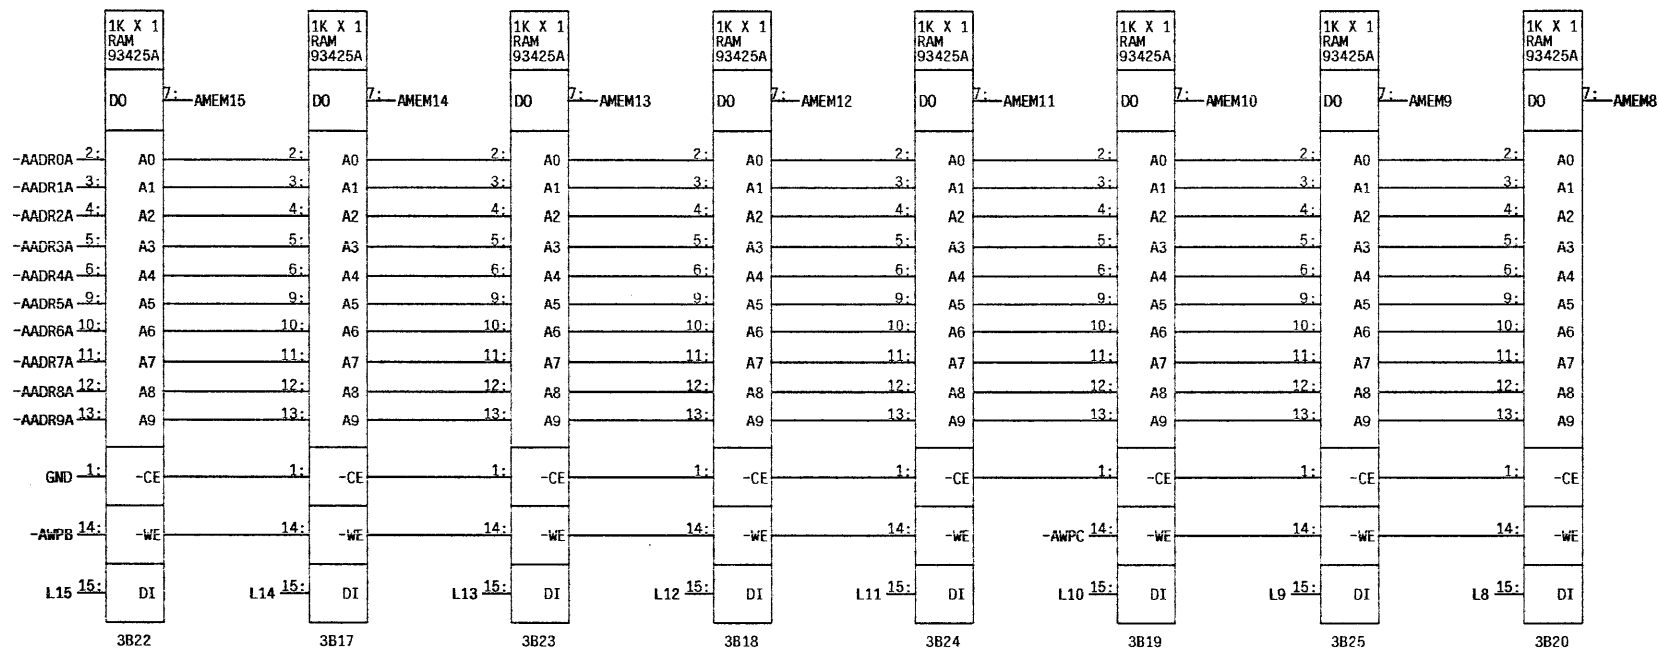 1K X 1 1K X 1 1K X 1 1K X 1 1K X 1 1K X 1 1K X 1 1K X 1
RAM RAM RAM RAM RAM RAM RAM RAM
93425A 93425A 93425A 93425A 93425A 93425A 93425A 93425A
DO 7: AMEM15 DO 7: AMEM14 DO 7: AMEM13 DO 7: AMEM12 DO 7: AMEM11 DO 7: AMEM10 DO 7: AMEM9 DO 7: AMEM8
-AADR0A 2: A0 2: A0 2: A0 2: A0 2: A0 2: A0 2: A0 2: A0
-AADR1A 3: A1 3: A1 3: A1 3: A1 3: A1 3: A1 3: A1 3: A1
-AADR2A 4: A2 4: A2 4: A2 4: A2 4: A2 4: A2 4: A2 4: A2
-AADR3A 5: A3 5: A3 5: A3 5: A3 5: A3 5: A3 5: A3 5: A3
-AADR4A 6: A4 6: A4 6: A4 6: A4 6: A4 6: A4 6: A4 6: A4
-AADR5A 9: A5 9: A5 9: A5 9: A5 9: A5 9: A5 9: A5 9: A5
-AADR6A 10: A6 10: A6 10: A6 10: A6 10: A6 10: A6 10: A6 10: A6
-AADR7A 11: A7 11: A7 11: A7 11: A7 11: A7 11: A7 11: A7 11: A7
-AADR8A 12: A8 12: A8 12: A8 12: A8 12: A8 12: A8 12: A8 12: A8
-AADR9A 13: A9 13: A9 13: A9 13: A9 13: A9 13: A9 13: A9 13: A9
GND 1: -CE 1: -CE 1: -CE 1: -CE 1: -CE 1: -CE 1: -CE 1: -CE
-AWPB 14: -WE 14: -WE 14: -WE 14: -WE 14: -WE -AWPC 14: -WE 14: -WE 14: -WE
L15 15: DI L14 15: DI L13 15: DI L12 15: DI L11 15: DI L10 15: DI L9 15: DI L8 15: DI
3B22 3B17 3B23 3B18 3B24 3B19 3B25 3B20